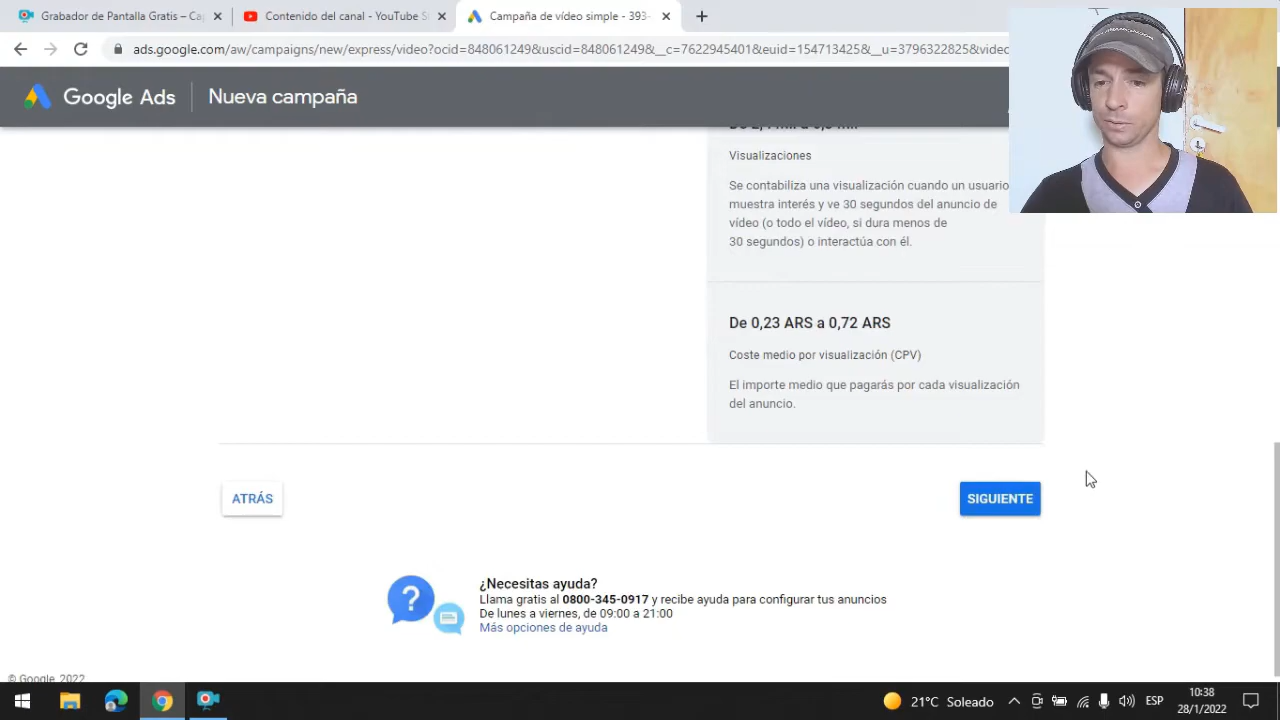 Grabador de Pantalla Gratis – Ca
Contenido del canal - YouTube S
Campaña de vídeo simple - 393-
ads.google.com/aw/campaigns/new/express/video?ocid=848061249&uscid=848061249&__c=7622945401&euid=154713425&__u=3796322825&video
Google Ads
Nueva campaña
Visualizaciones
Se contabiliza una visualización cuando un usuario
muestra interés y ve 30 segundos del anuncio de
vídeo (o todo el vídeo, si dura menos de
30 segundos) o interactúa con él.
De 0,23 ARS a 0,72 ARS
Coste medio por visualización (CPV)
El importe medio que pagarás por cada visualización
del anuncio.
ATRÁS
SIGUIENTE
¿Necesitas ayuda?
Llama gratis al 0800-345-0917 y recibe ayuda para configurar tus anuncios
De lunes a viernes, de 09:00 a 21:00
Más opciones de ayuda
© Google, 2022
21°C Soleado
ESP
10:38
28/1/2022